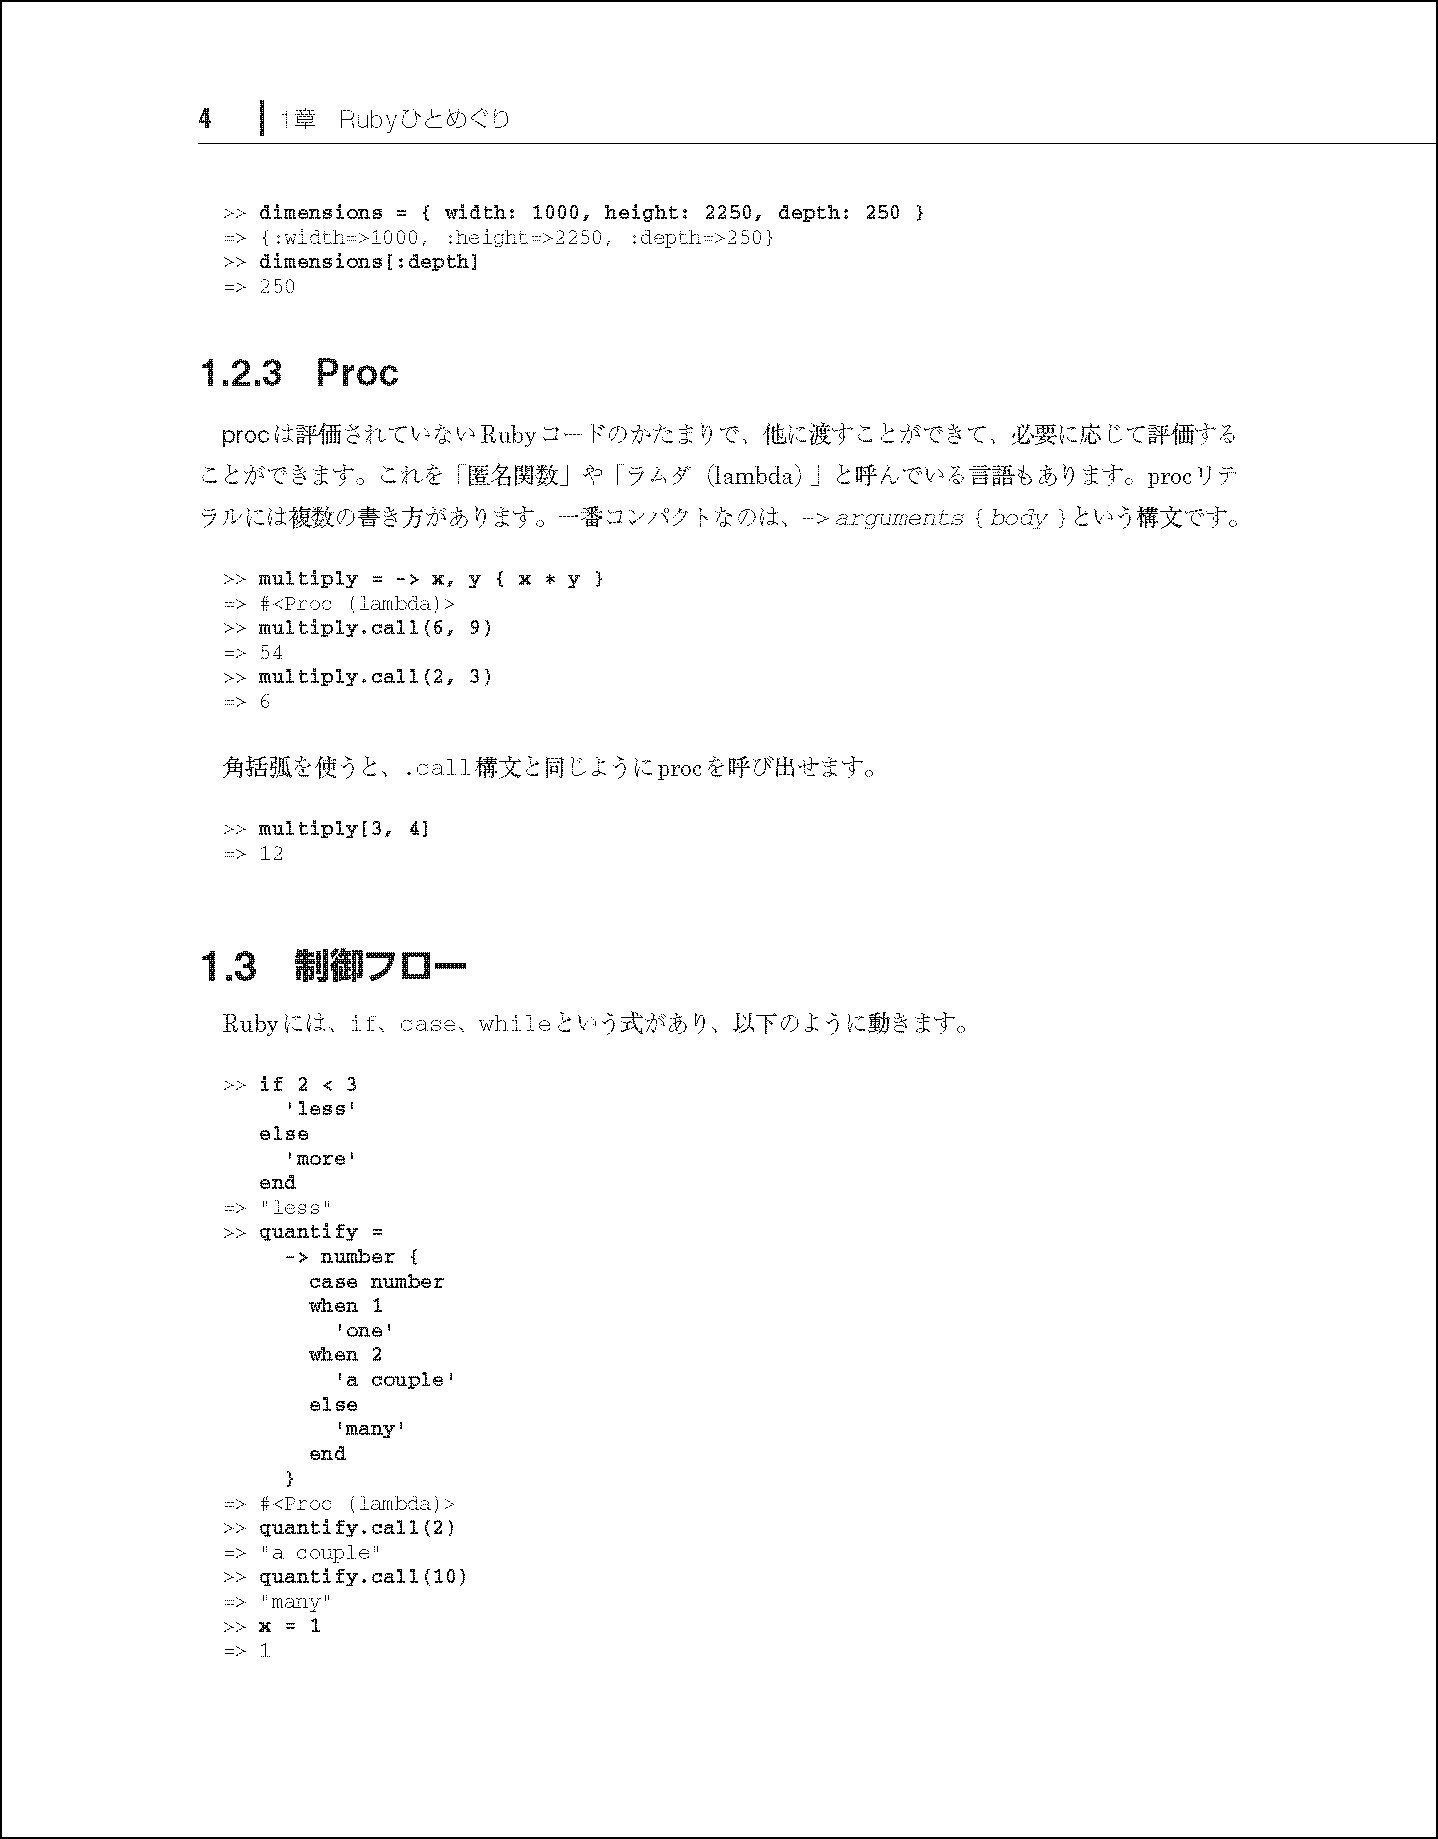 4 1章　Rubyひとめぐり
>> dimensions = { width: 1000, height: 2250, depth: 250 }
=> {:width=>1000, :height=>2250, :depth=>250}
>> dimensions[:depth]
=> 250
1.2.3　Proc
procは評価されていないRubyコードのかたまりで、他に渡すことができて、必要に応じて評価する
ことができます。これを「匿名関数」や「ラムダ（lambda）」と呼んでいる言語もあります。procリテ
ラルには複数の書き方があります。一番コンパクトなのは、->arguments { body }という構文です。
>> multiply = -> x, y { x * y }
=> #<Proc (lambda)>
>> multiply.call(6, 9)
=> 54
>> multiply.call(2, 3)
=> 6
角括弧を使うと、.call構文と同じようにprocを呼び出せます。
>> multiply[3, 4]
=> 12
1.3　制御フロー
Rubyには、if、case、whileという式があり、以下のように動きます。
>> if 2 < 3
     'less'
   else
     'more'
   end
=> "less"
>> quantify =
     -> number {
       case number
       when 1
         'one'
       when 2
         'a couple'
       else
         'many'
       end
     }
=> #<Proc (lambda)>
>> quantify.call(2)
=> "a couple"
>> quantify.call(10)
=> "many"
>> x = 1
=> 1